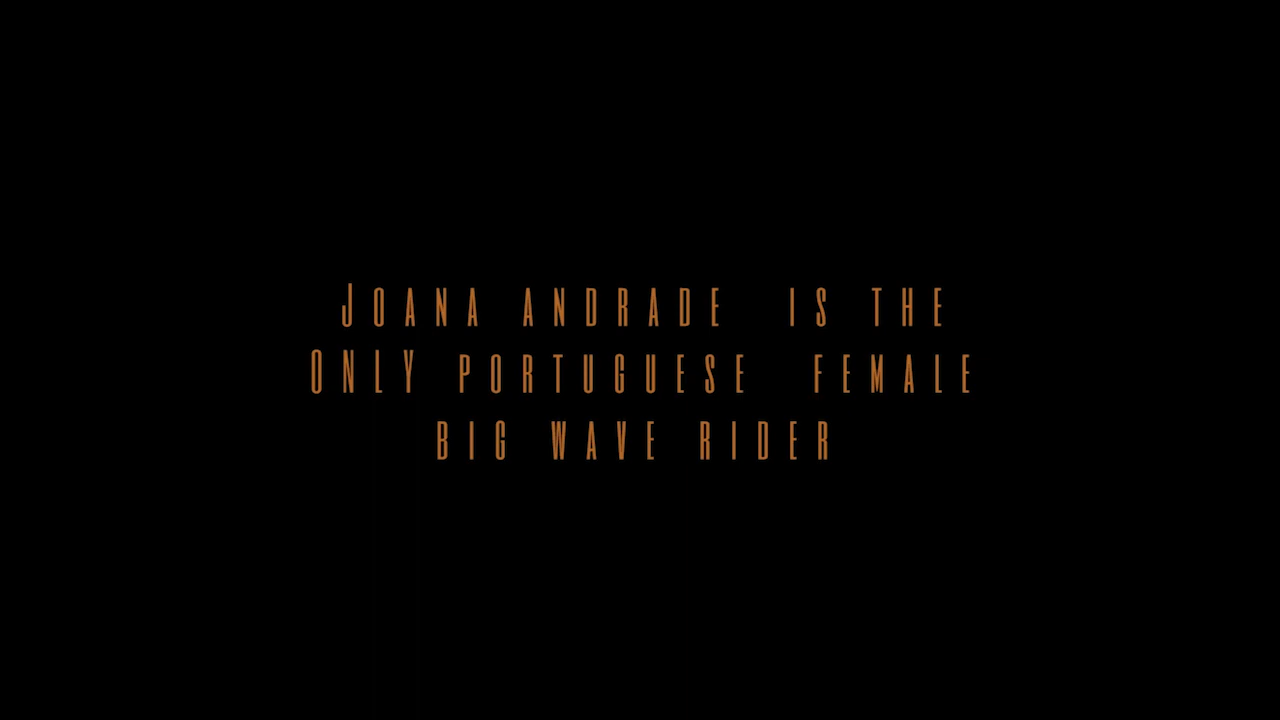 JOANA ANDRADE IS THE
ONLY PORTUGUESE FEMALE
BIG WAVE RIDER